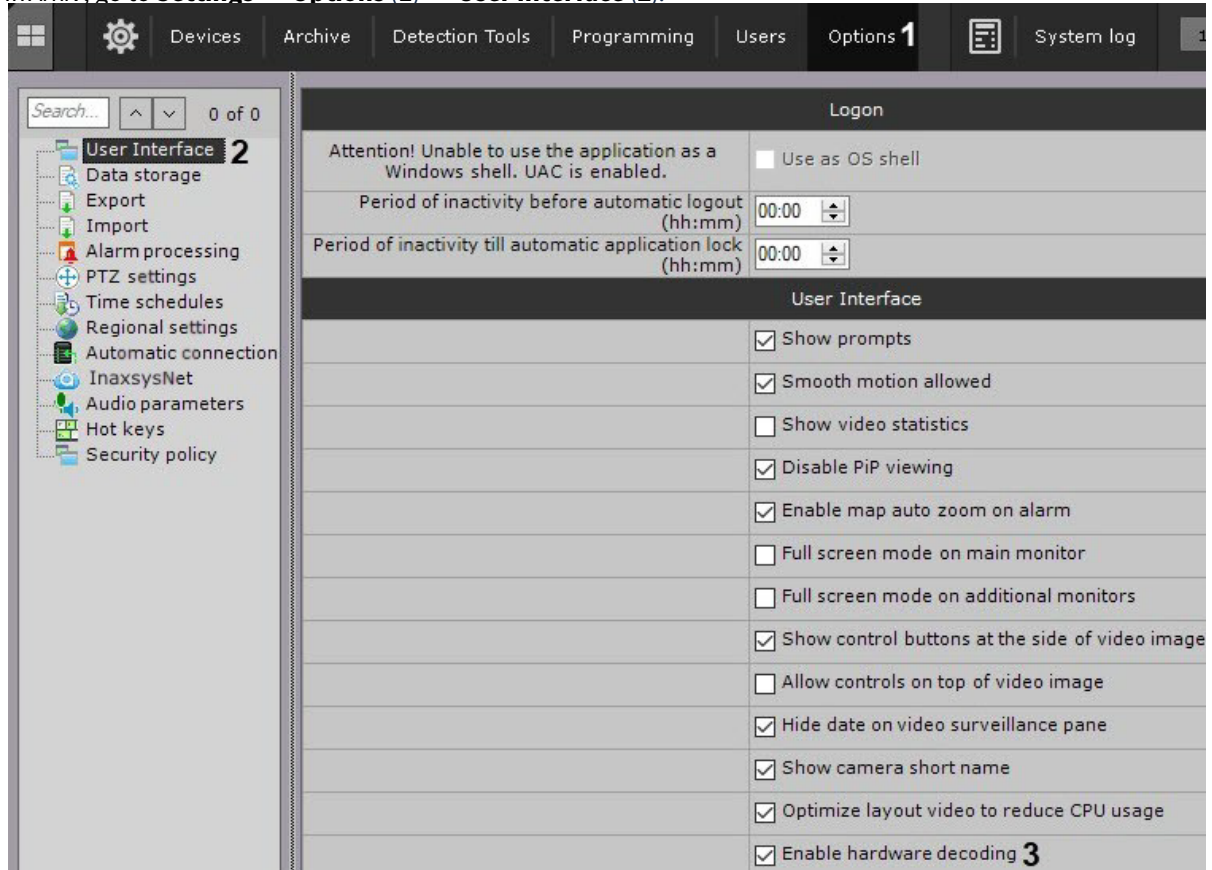 go to Settings Options User Interface
Devices Archive Detection Tools Programming Users Options 1 System log 1
Search... 0 of 0
User Interface 2
Data storage
Export
Import
Alarm processing
PTZ settings
Time schedules
Regional settings
Automatic connection
InaxsysNet
Audio parameters
Hot keys
Security policy
Logon
Attention! Unable to use the application as a
Windows shell. UAC is enabled.
Use as OS shell
Period of inactivity before automatic logout
(hh:mm)
00:00
Period of inactivity till automatic application lock
(hh:mm)
00:00
User Interface
Show prompts
Smooth motion allowed
Show video statistics
Disable PiP viewing
Enable map auto zoom on alarm
Full screen mode on main monitor
Full screen mode on additional monitors
Show control buttons at the side of video image
Allow controls on top of video image
Hide date on video surveillance pane
Show camera short name
Optimize layout video to reduce CPU usage
Enable hardware decoding 3